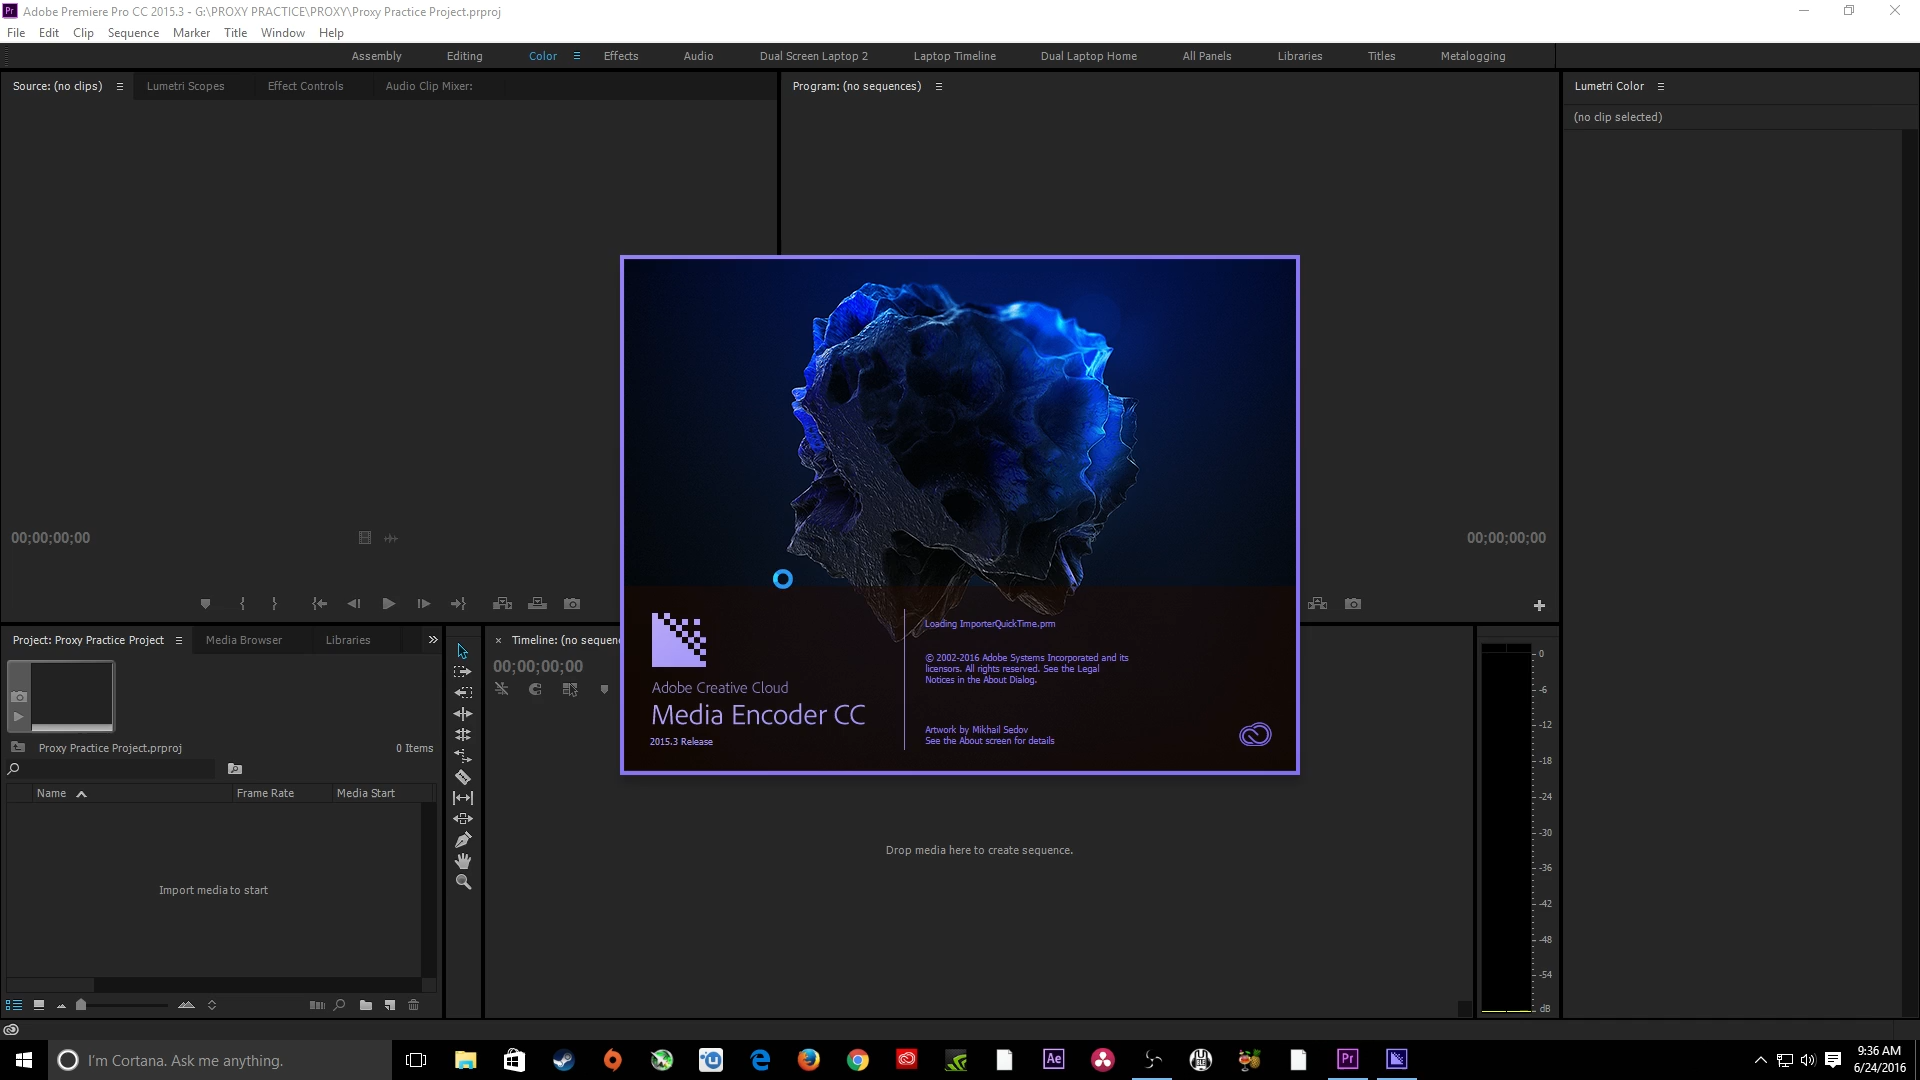 Pr Adobe Premiere Pro CC 2015.3 - G:\PROXY PRACTICE\PROXY\Proxy Practice Project.prproj
File Edit Clip Sequence Marker Title Window Help
Assembly Editing Color Effects Audio Dual Screen Laptop 2 Laptop Timeline Dual Laptop Home All Panels Libraries Titles Metalogging
Source: (no clips) Lumetri Scopes Effect Controls Audio Clip Mixer:
Program: (no sequences)
Lumetri Color
(no clip selected)
00;00;00;00
00;00;00;00
Loading ImporterQuickTime.prm
© 2002-2016 Adobe Systems Incorporated and its
licensors. All rights reserved. See the Legal
Notices in the About Dialog.
Adobe Creative Cloud
Media Encoder CC
2015.3 Release
Artwork by Mikhail Sedov
See the About screen for details
Project: Proxy Practice Project Media Browser Libraries
Proxy Practice Project.prproj 0 Items
Name Frame Rate Media Start
Import media to start
Timeline: (no sequen
00;00;00;00
Drop media here to create sequence.
0
-6
-12
-18
-24
-30
-36
-42
-48
-54
dB
I'm Cortana. Ask me anything.
Ae
Pr
9:36 AM
6/24/2016